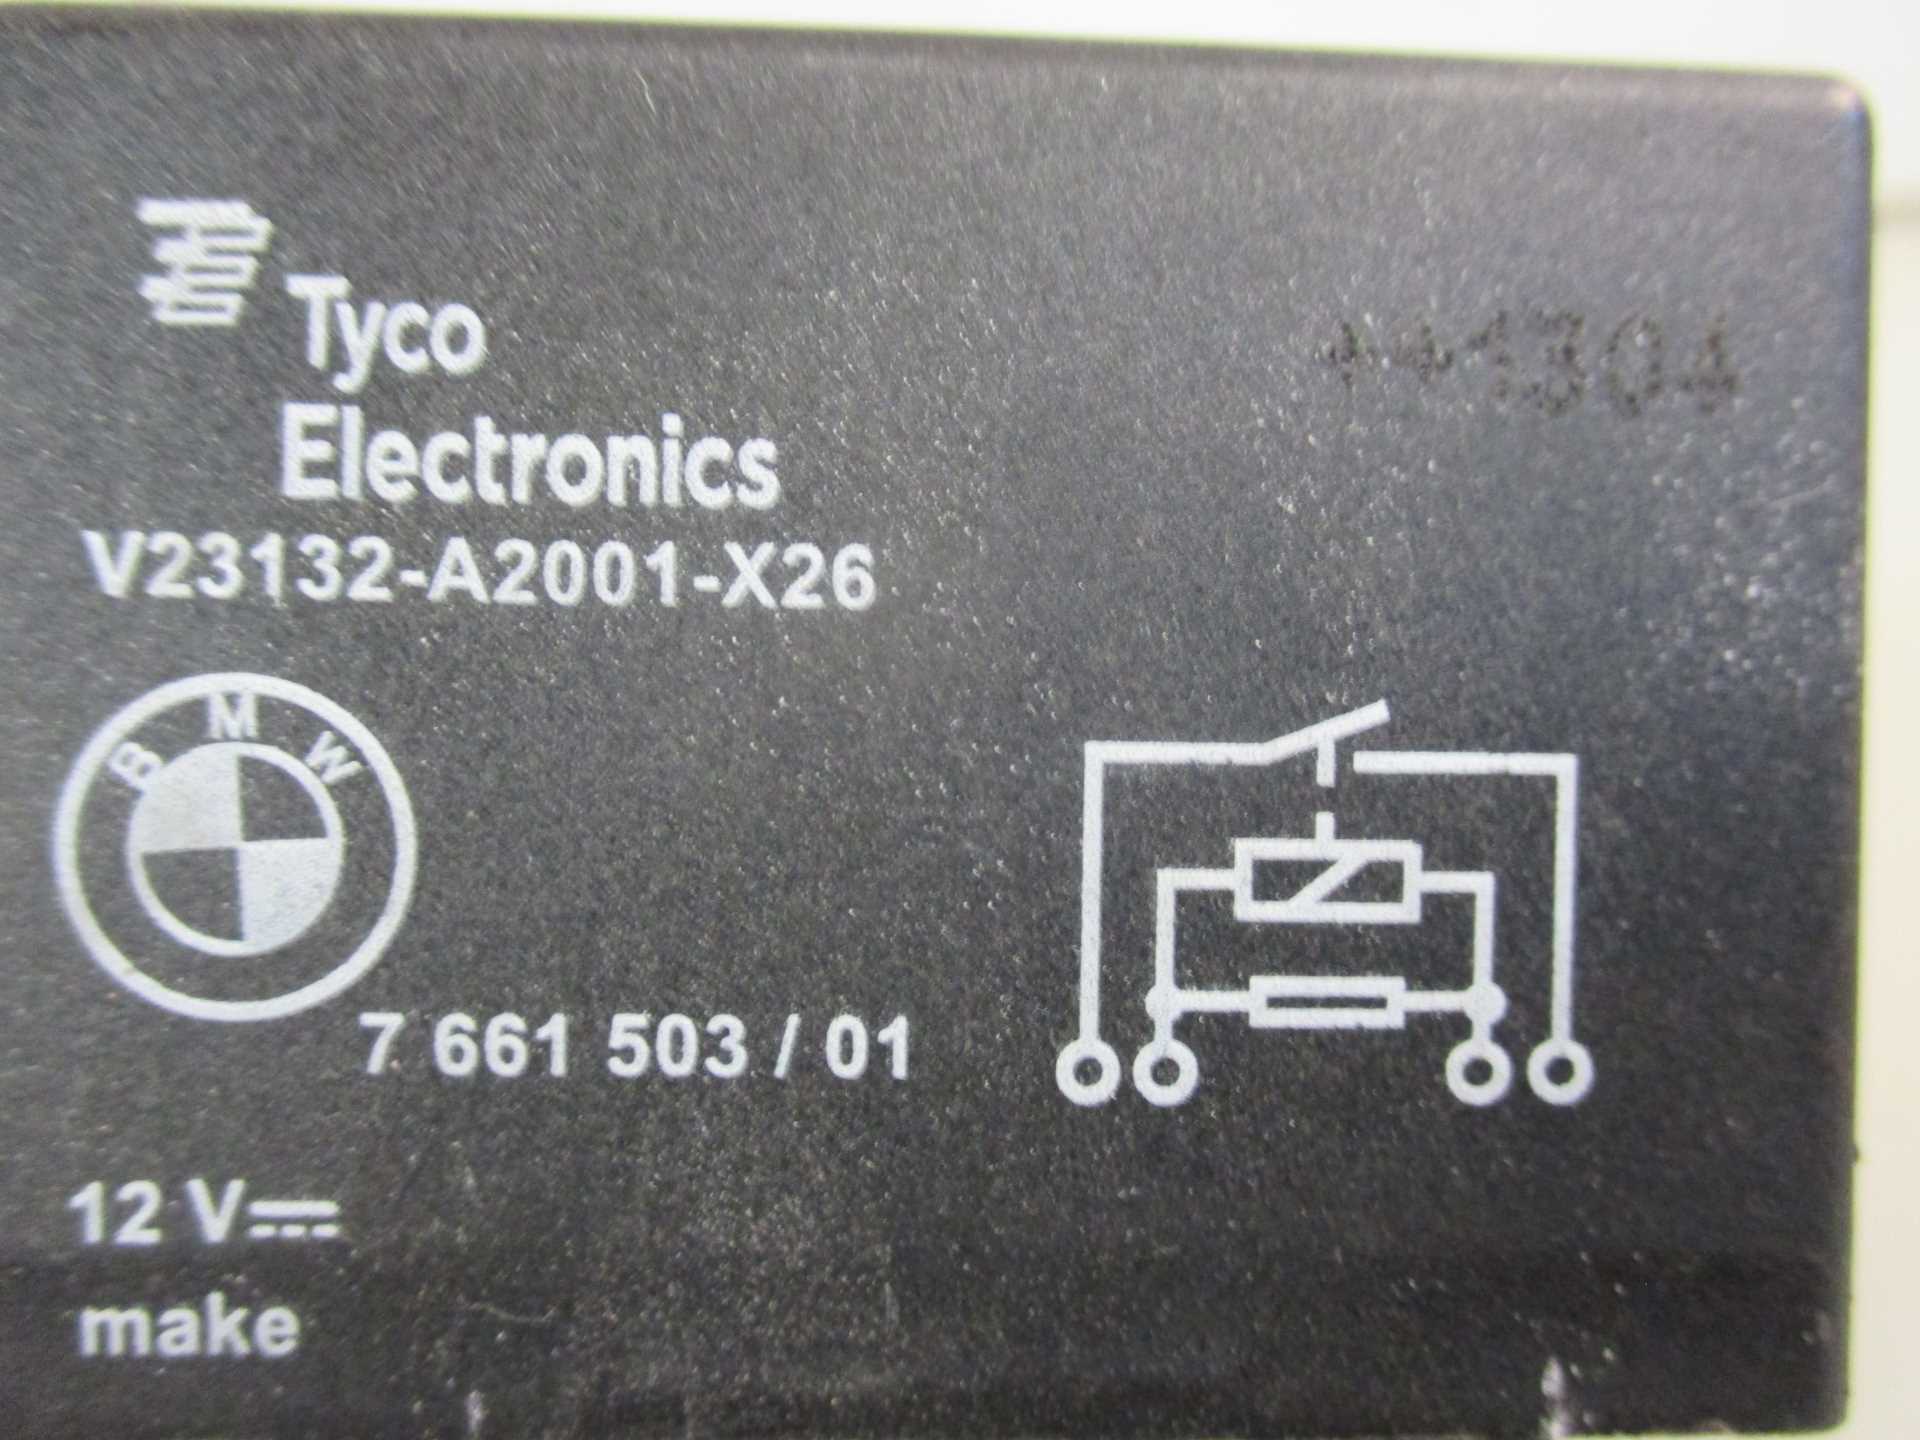 Tyco
Electronics
V23132-A2001-X26
BMW
7 661 503 / 01
12 V
make